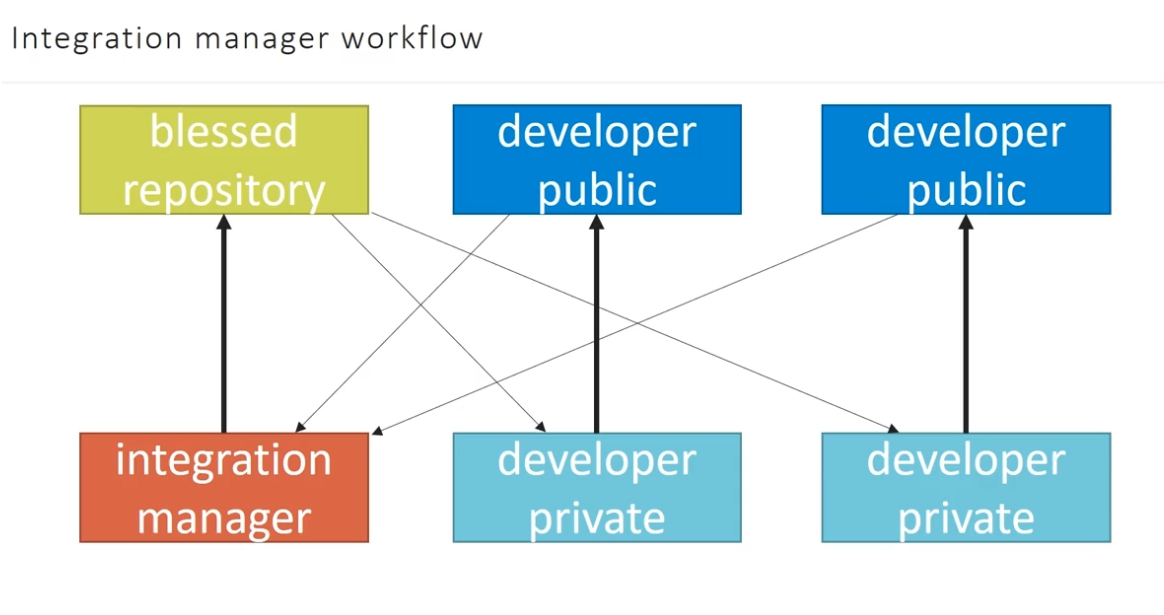 Integration manager workflow
blessed
repository
developer
public
developer
public
integration
manager
developer
private
developer
private